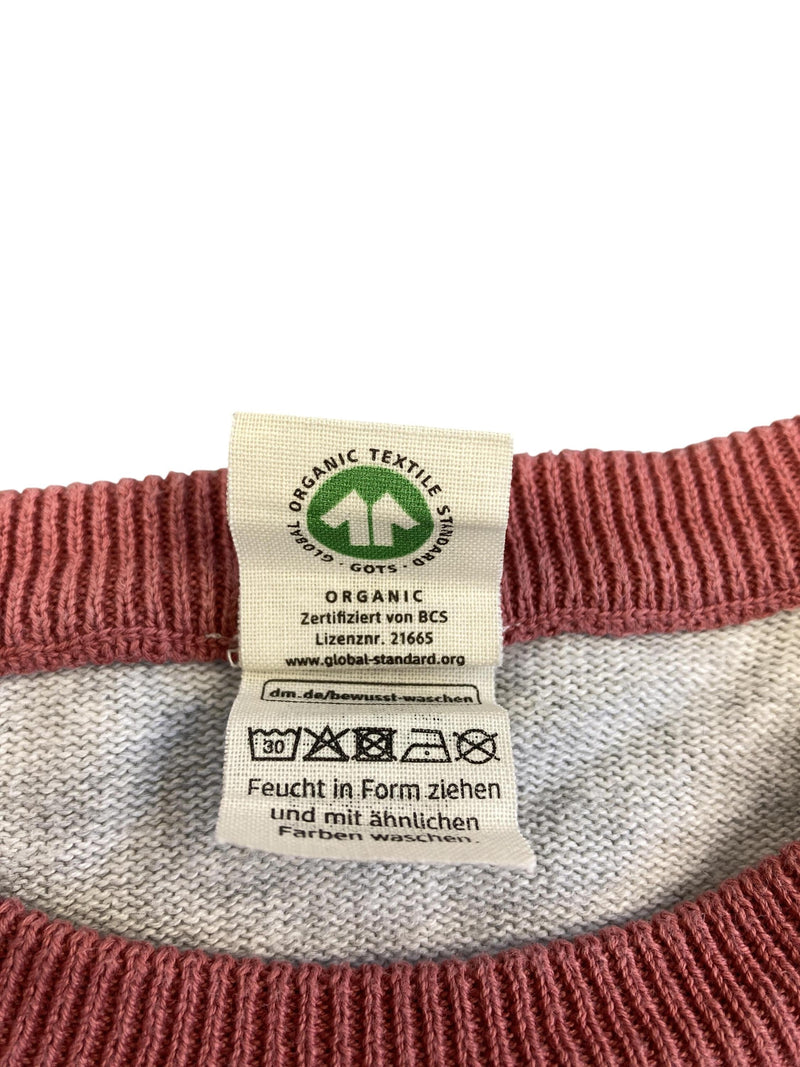 GLOBAL ORGANIC TEXTILE STANDARD
· GOTS ·
ORGANIC
Zertifiziert von BCS
Lizenznr. 21665
www.global-standard.org
dm.de/bewusst-waschen
30
Feucht in Form ziehen
und mit ähnlichen
Farben waschen.